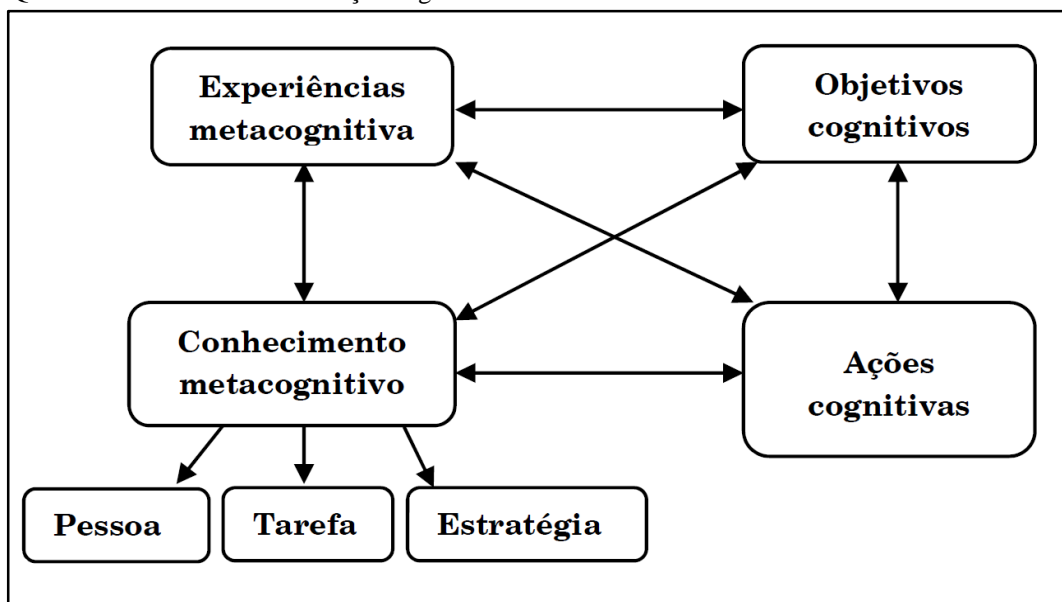 Experiências
metacognitiva
Objetivos
cognitivos
Conhecimento
metacognitivo
Ações
cognitivas
Pessoa
Tarefa
Estratégia